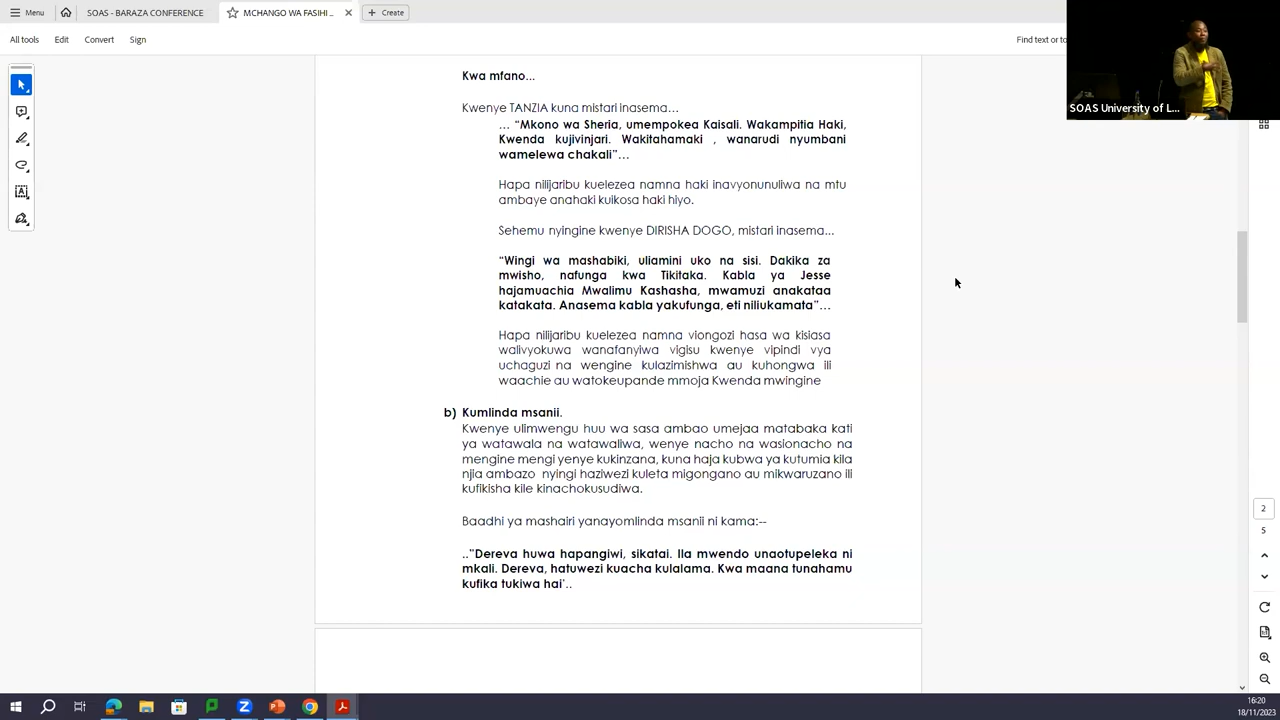 Menu
SOAS - BARAZA CONFERENCE
MCHANGO WA FASIHI ...
Create
All tools
Edit
Convert
Sign
Find text or to
SOAS University of L...
Kwa mfano...
Kwenye TANZIA kuna mistari inasema...
... “Mkono wa Sheria, umempokea Kaisali. Wakampitia Haki,
Kwenda kujivinjari. Wakitahamaki , wanarudi nyumbani
wamelewa chakali”...
Hapa nilijaribu kuelezea namna haki inavyonunuliwa na mtu
ambaye anahaki kuikosa haki hiyo.
Sehemu nyingine kwenye DIRISHA DOGO, mistari inasema...
“Wingi wa mashabiki, uliamini uko na sisi. Dakika za
mwisho, nafunga kwa Tikitaka. Kabla ya Jesse
hajamuachia Mwalimu Kashasha, mwamuzi anakataa
katakata. Anasema kabla yakufunga, eti niliukamata”...
Hapa nilijaribu kuelezea namna viongozi hasa wa kisiasa
walivyokuwa wanafanyiwa vigisu kwenye vipindi vya
uchaguzi na wengine kulazimishwa au kuhongwa ili
waachie au watokeupande mmoja Kwenda mwingine
b) Kumlinda msanii.
Kwenye ulimwengu huu wa sasa ambao umejaa matabaka kati
ya watawala na watawaliwa, wenye nacho na wasionacho na
mengine mengi yenye kukinzana, kuna haja kubwa ya kutumia kila
njia ambazo nyingi haziwezi kuleta migongano au mikwaruzano ili
kufikisha kile kinachokusudiwa.
Baadhi ya mashairi yanayomlinda msanii ni kama:--
..“Dereva huwa hapangiwi, sikatai. Ila mwendo unaotupeleka ni
mkali. Dereva, hatuwezi kuacha kulalama. Kwa maana tunahamu
kufika tukiwa hai’..
2
5
16:20
18/11/2023